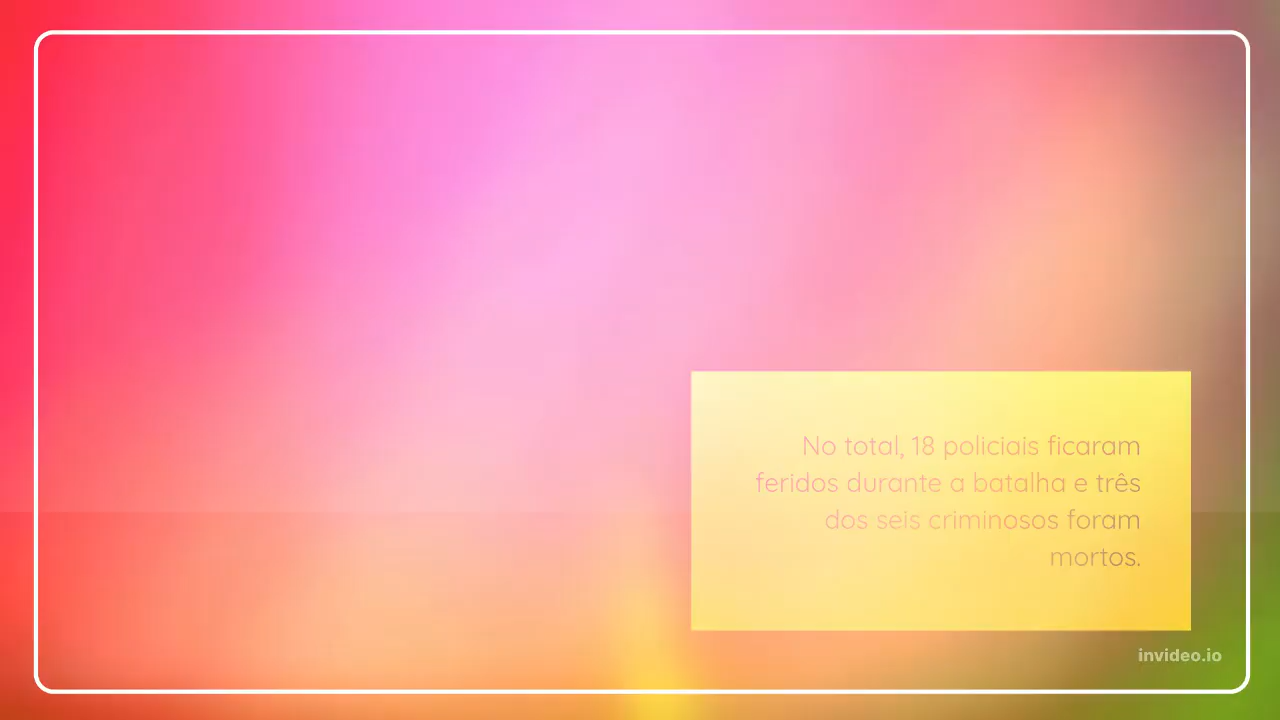 No total, 18 policiais ficaram
feridos durante a batalha e três
dos seis criminosos foram
mortos.
invideo.io